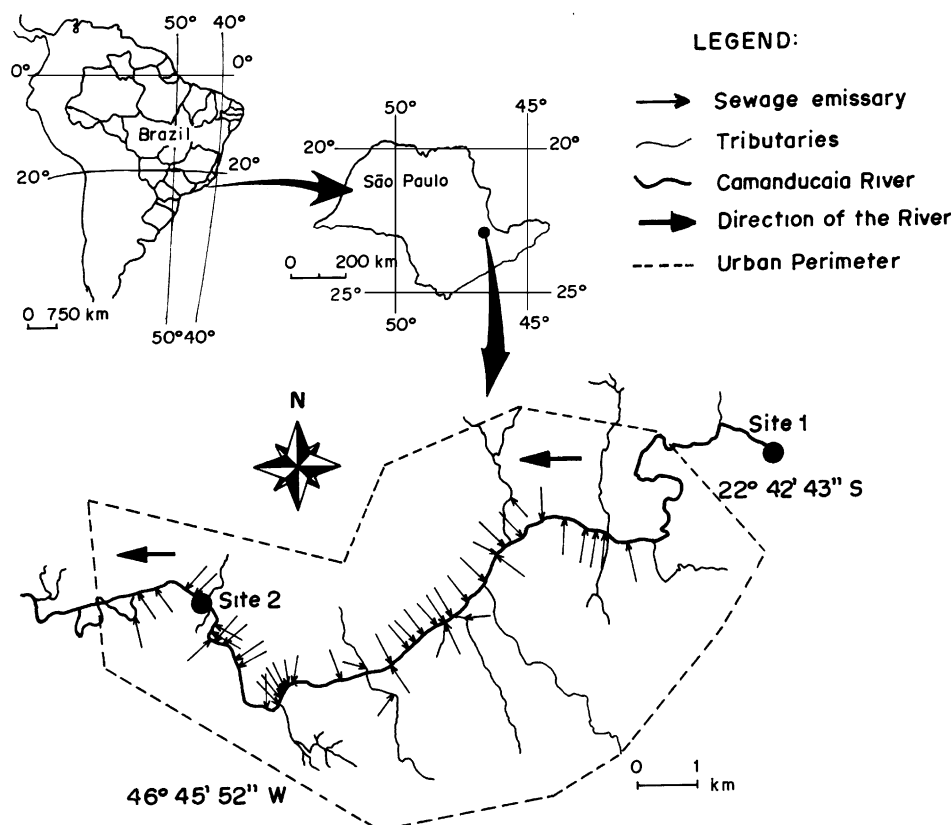 50° 40°
0° 0°
Brazil
20° 20°
0 750 km
50° 40°
50° 45°
20° 20°
São Paulo
0 200 km
25° 25°
50° 45°
LEGEND:
Sewage emissary
Tributaries
Camanducaia River
Direction of the River
Urban Perimeter
N
Site 1
22° 42' 43" S
Site 2
46° 45' 52" W
0 1
km